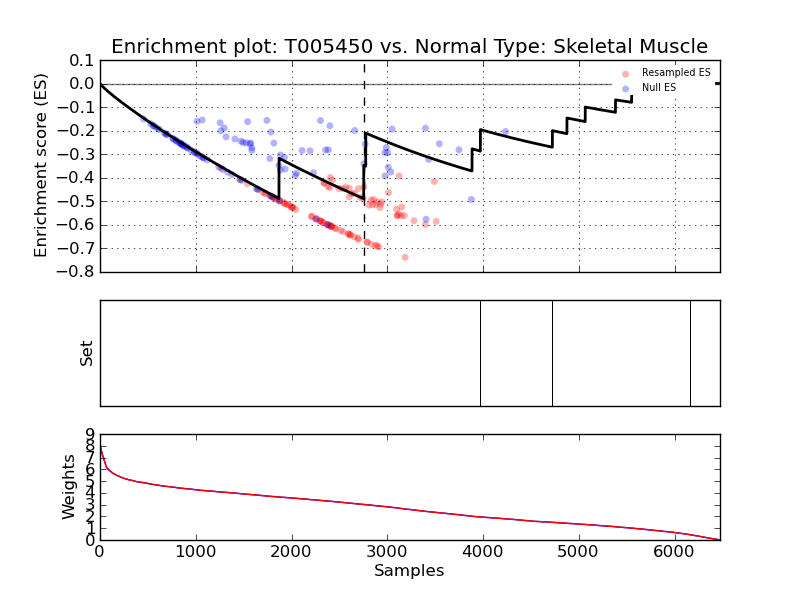 Enrichment plot: T005450 vs. Normal Type: Skeletal Muscle
0.1
0.0
−0.1
−0.2
−0.3
−0.4
−0.5
−0.6
−0.7
−0.8
Enrichment score (ES)
Resampled ES
Null ES
Set
9
8
7
6
5
4
3
2
1
0
Weights
0 1000 2000 3000 4000 5000 6000
Samples